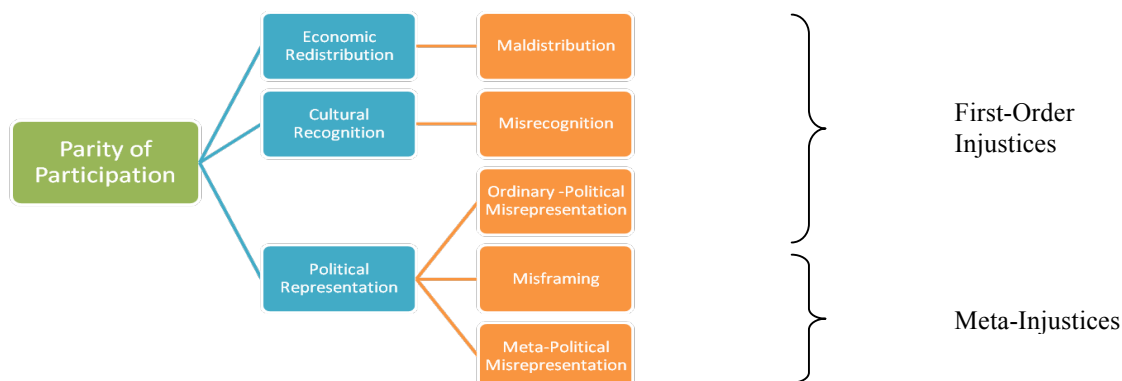 Parity of
Participation
Economic
Redistribution
Cultural
Recognition
Political
Representation
Maldistribution
Misrecognition
Ordinary -Political
Misrepresentation
Misframing
Meta-Political
Misrepresentation
First-Order
Injustices
Meta-Injustices